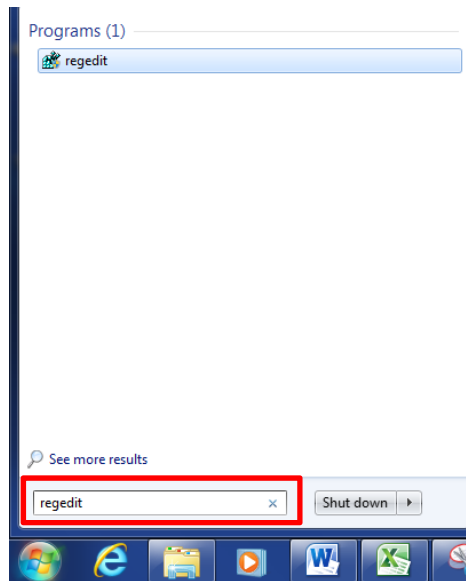 Programs (1)
regedit
See more results
regedit
Shut down